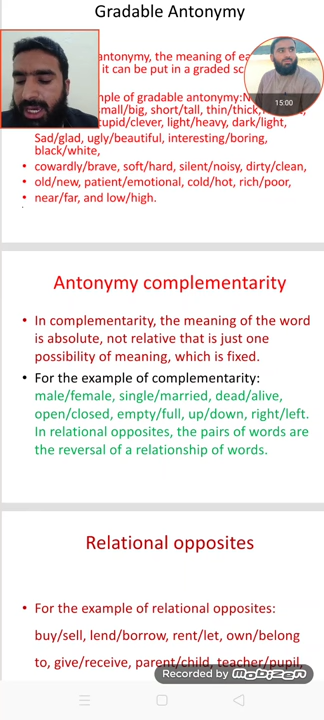 Gradable Antonymy
antonymy, the meaning of ea
it can be put in a graded sc
mple of gradable antonymy:N
small/big, short/tall, thin/thick,
tupid/clever, light/heavy, dark/light,
15:00
Sad/glad, ugly/beautiful, interesting/boring,
black/white,
• cowardly/brave, soft/hard, silent/noisy, dirty/clean,
• old/new, patient/emotional, cold/hot, rich/poor,
• near/far, and low/high.
Antonymy complementarity
• In complementarity, the meaning of the word
is absolute, not relative that is just one
possibility of meaning, which is fixed.
• For the example of complementarity:
male/female, single/married, dead/alive,
open/closed, empty/full, up/down, right/left.
In relational opposites, the pairs of words are
the reversal of a relationship of words.
Relational opposites
• For the example of relational opposites:
buy/sell, lend/borrow, rent/let, own/belong
to, give/receive, parent/child, teacher/pupil,
Recorded by mobizen